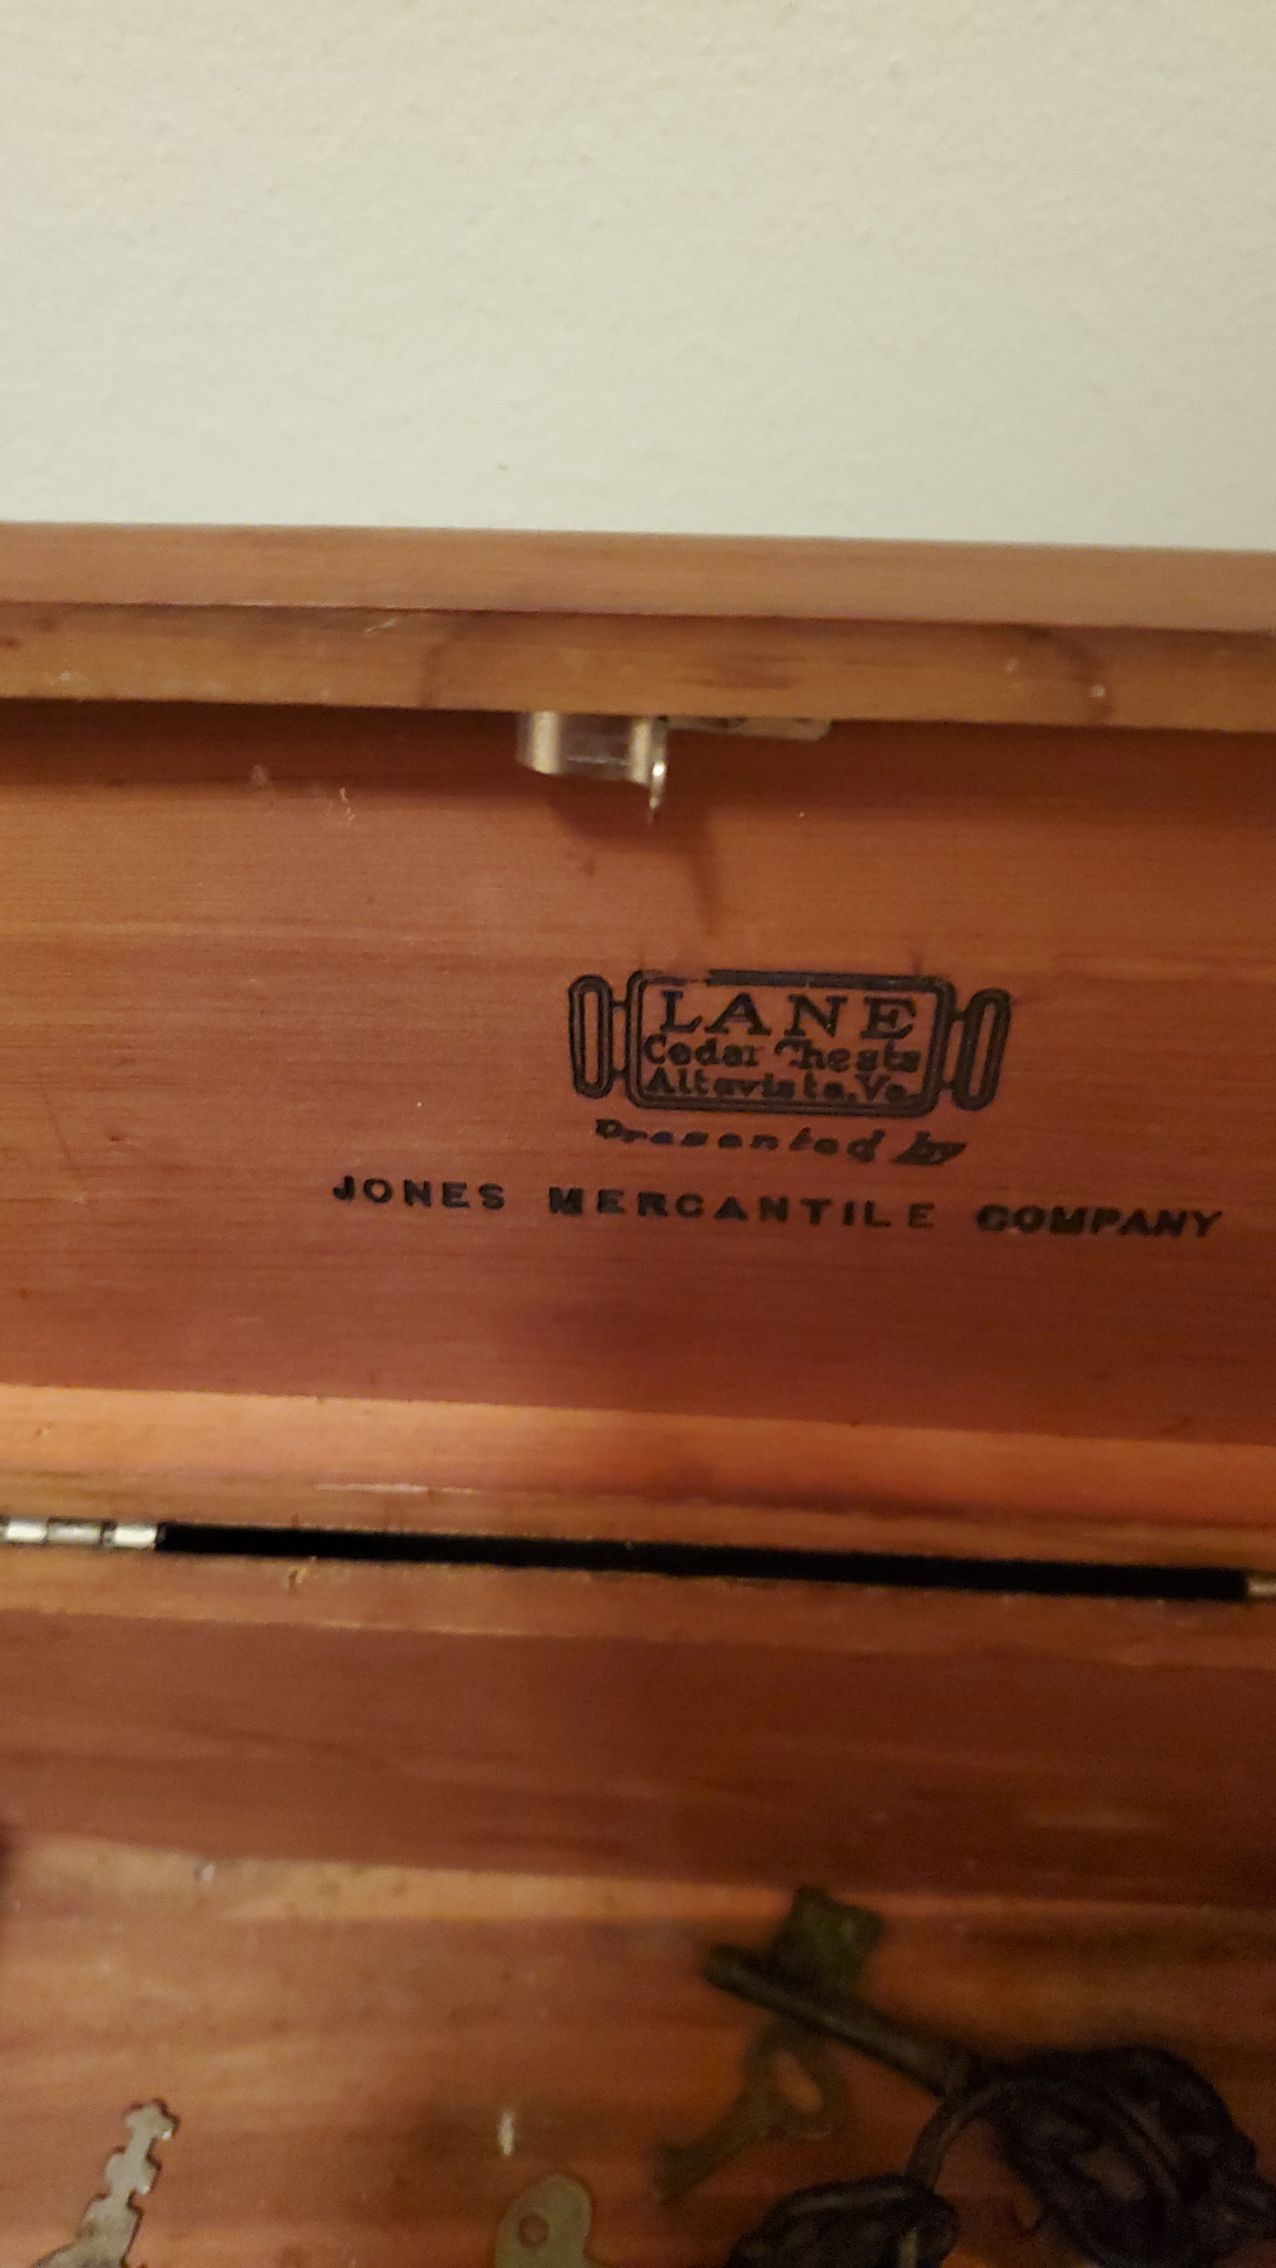 LANE
Cedar Chests
Altavista, Va.
Presented by
JONES MERCANTILE COMPANY